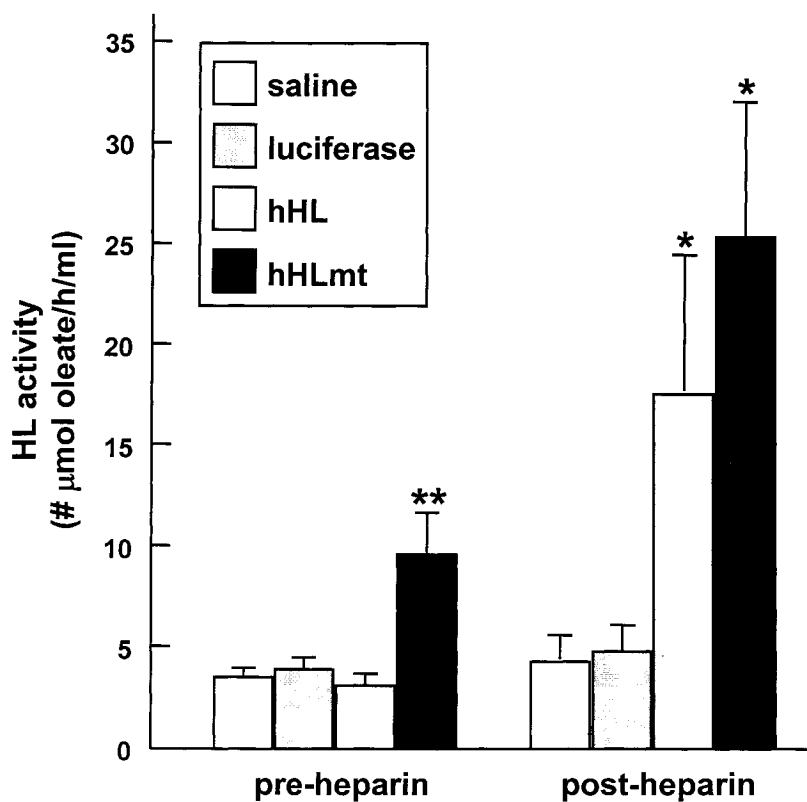 35
30
25
20
15
10
5
0
HL activity
(# μmol oleate/h/ml)
saline
luciferase
hHL
hHLmt
**
*
*
pre-heparin
post-heparin